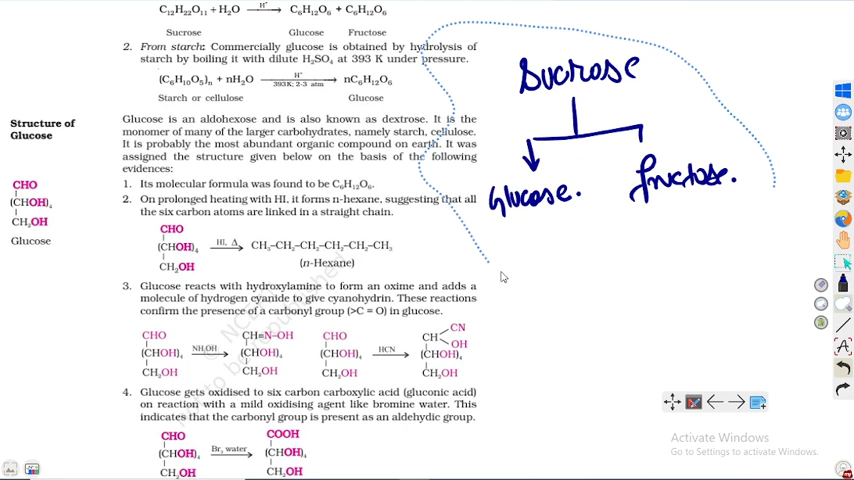 C₁₂H₂₂O₁₁ + H₂O —H⁺→ C₆H₁₂O₆ + C₆H₁₂O₆
Sucrose Glucose Fructose
2. From starch: Commercially glucose is obtained by hydrolysis of
starch by boiling it with dilute H₂SO₄ at 393 K under pressure.
(C₆H₁₀O₅)ₙ + nH₂O —H⁺ 393K; 2-3 atm→ nC₆H₁₂O₆
Starch or cellulose Glucose
Structure of
Glucose
CHO
(CHOH)₄
CH₂OH
Glucose
Glucose is an aldohexose and is also known as dextrose. It is the
monomer of many of the larger carbohydrates, namely starch, cellulose.
It is probably the most abundant organic compound on earth. It was
assigned the structure given below on the basis of the following
evidences:
1. Its molecular formula was found to be C₆H₁₂O₆.
2. On prolonged heating with HI, it forms n-hexane, suggesting that all
the six carbon atoms are linked in a straight chain.
CHO
(CHOH)₄ —HI, Δ→ CH₃–CH₂–CH₂–CH₂–CH₂–CH₃
CH₂OH (n-Hexane)
3. Glucose reacts with hydroxylamine to form an oxime and adds a
molecule of hydrogen cyanide to give cyanohydrin. These reactions
confirm the presence of a carbonyl group (>C = O) in glucose.
CHO CH=N–OH CHO CH CN OH
(CHOH)₄ —NH₂OH→ (CHOH)₄ (CHOH)₄ —HCN→ (CHOH)₄
CH₂OH CH₂OH CH₂OH CH₂OH
4. Glucose gets oxidised to six carbon carboxylic acid (gluconic acid)
on reaction with a mild oxidising agent like bromine water. This
indicates that the carbonyl group is present as an aldehydic group.
CHO COOH
(CHOH)₄ —Br₂ water→ (CHOH)₄
CH₂OH CH₂OH
Sucrose
Glucose. fructose.
Activate Windows
Go to Settings to activate Windows.